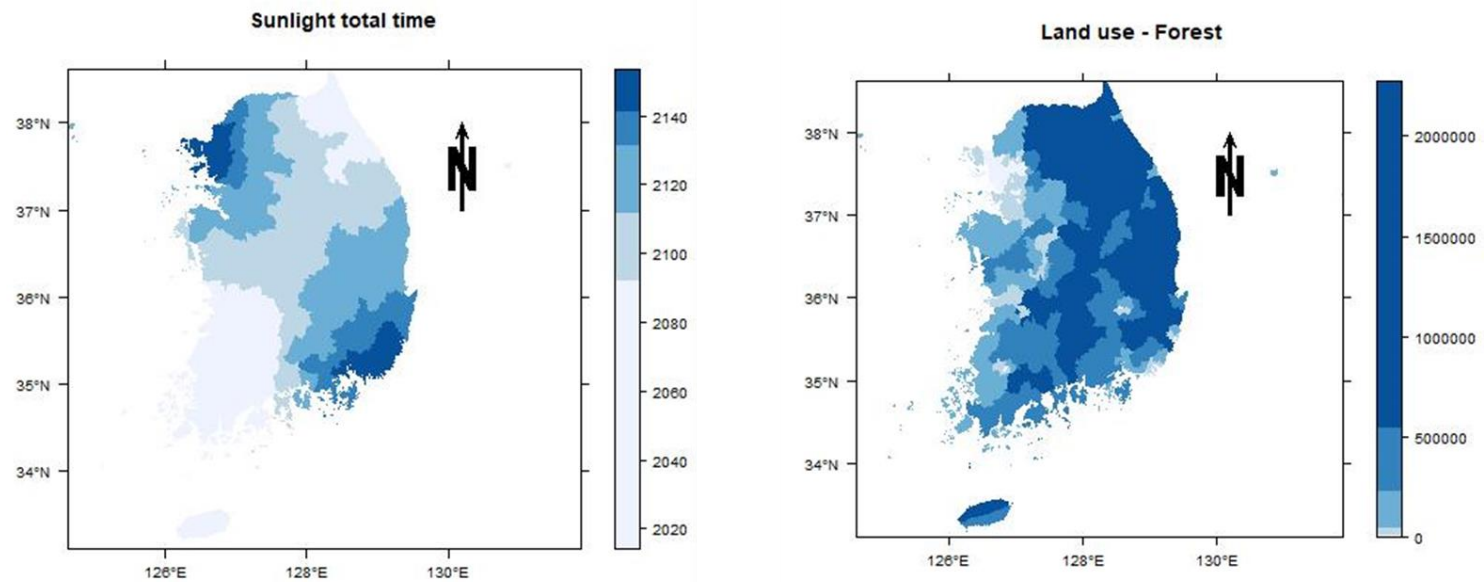 Sunlight total time
38°N
37°N
36°N
35°N
34°N
126°E
128°E
130°E
N
2140
2120
2100
2080
2060
2040
2020
Land use - Forest
38°N
37°N
36°N
35°N
34°N
126°E
128°E
130°E
N
2000000
1500000
1000000
500000
0